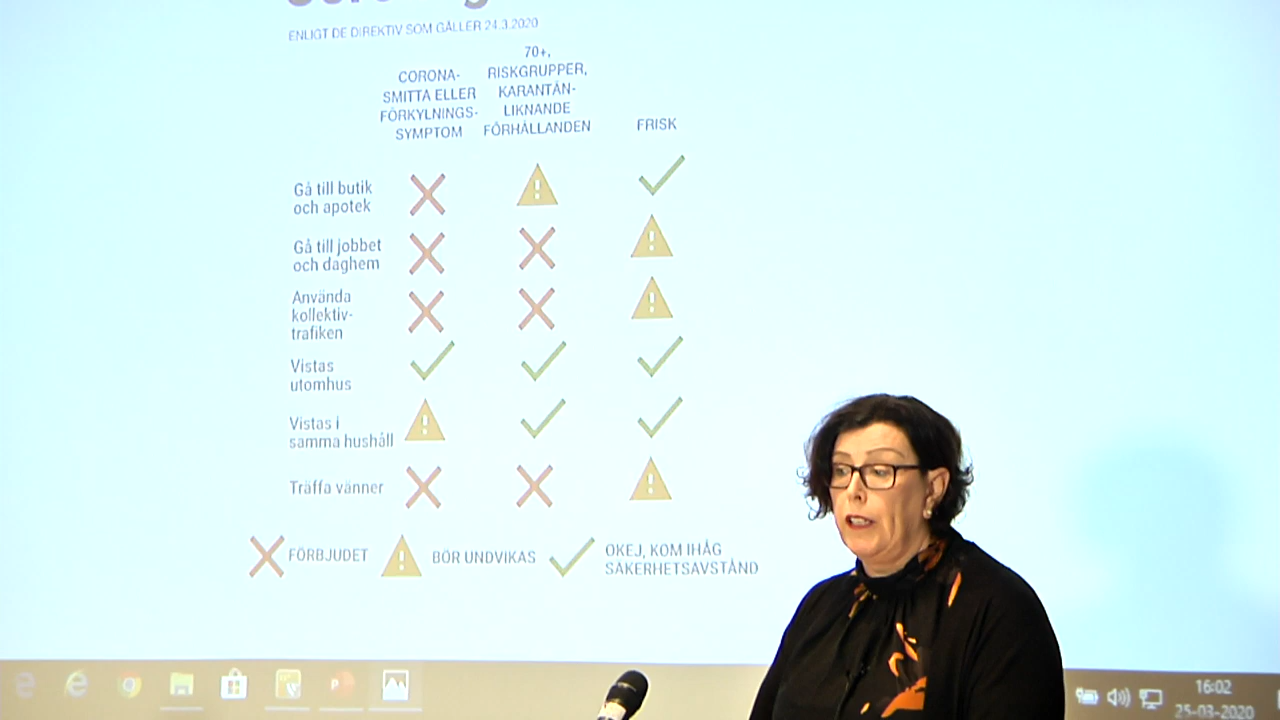 ENLIGT DE DIREKTIV SOM GÄLLER 24.3.2020
CORONA-
SMITTA ELLER
FÖRKYLNINGS-
SYMPTOM
70+,
RISKGRUPPER,
KARANTÄN-
LIKNANDE
FÖRHÅLLANDEN
FRISK
Gå till butik
och apotek
Gå till jobbet
och daghem
Använda
kollektiv-
trafiken
Vistas
utomhus
Vistas i
samma hushåll
Träffa vänner
FÖRBJUDET
BÖR UNDVIKAS
OKEJ, KOM IHÅG
SÄKERHETSAVSTÅND
16:02
25-03-2020